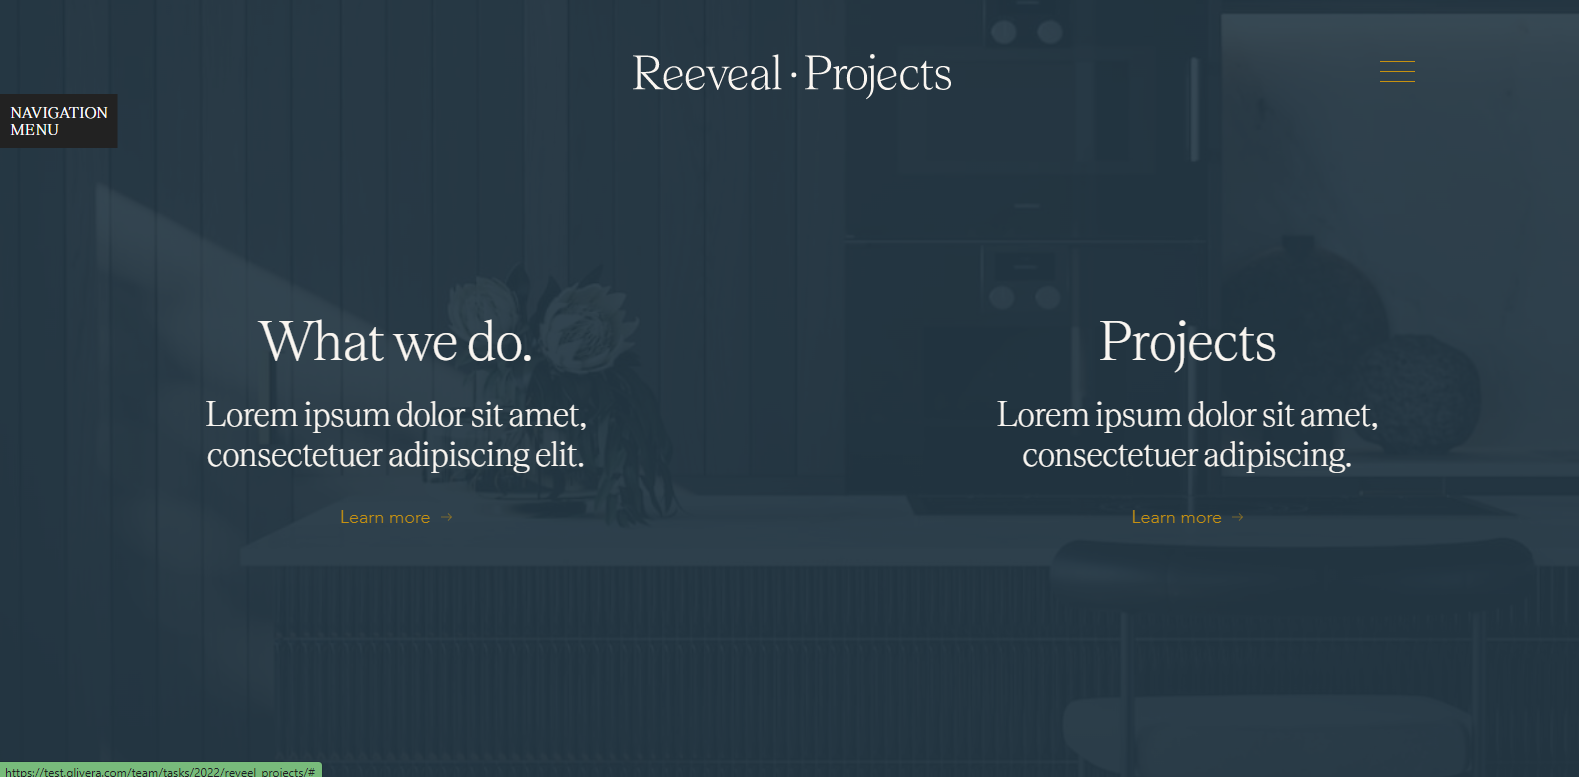 Reeveal · Projects
NAVIGATION
MENU
What we do.
Lorem ipsum dolor sit amet,
consectetuer adipiscing elit.
Learn more →
Projects
Lorem ipsum dolor sit amet,
consectetuer adipiscing.
Learn more →
https://test.glivera.com/team/tasks/2022/reveel_projects/#